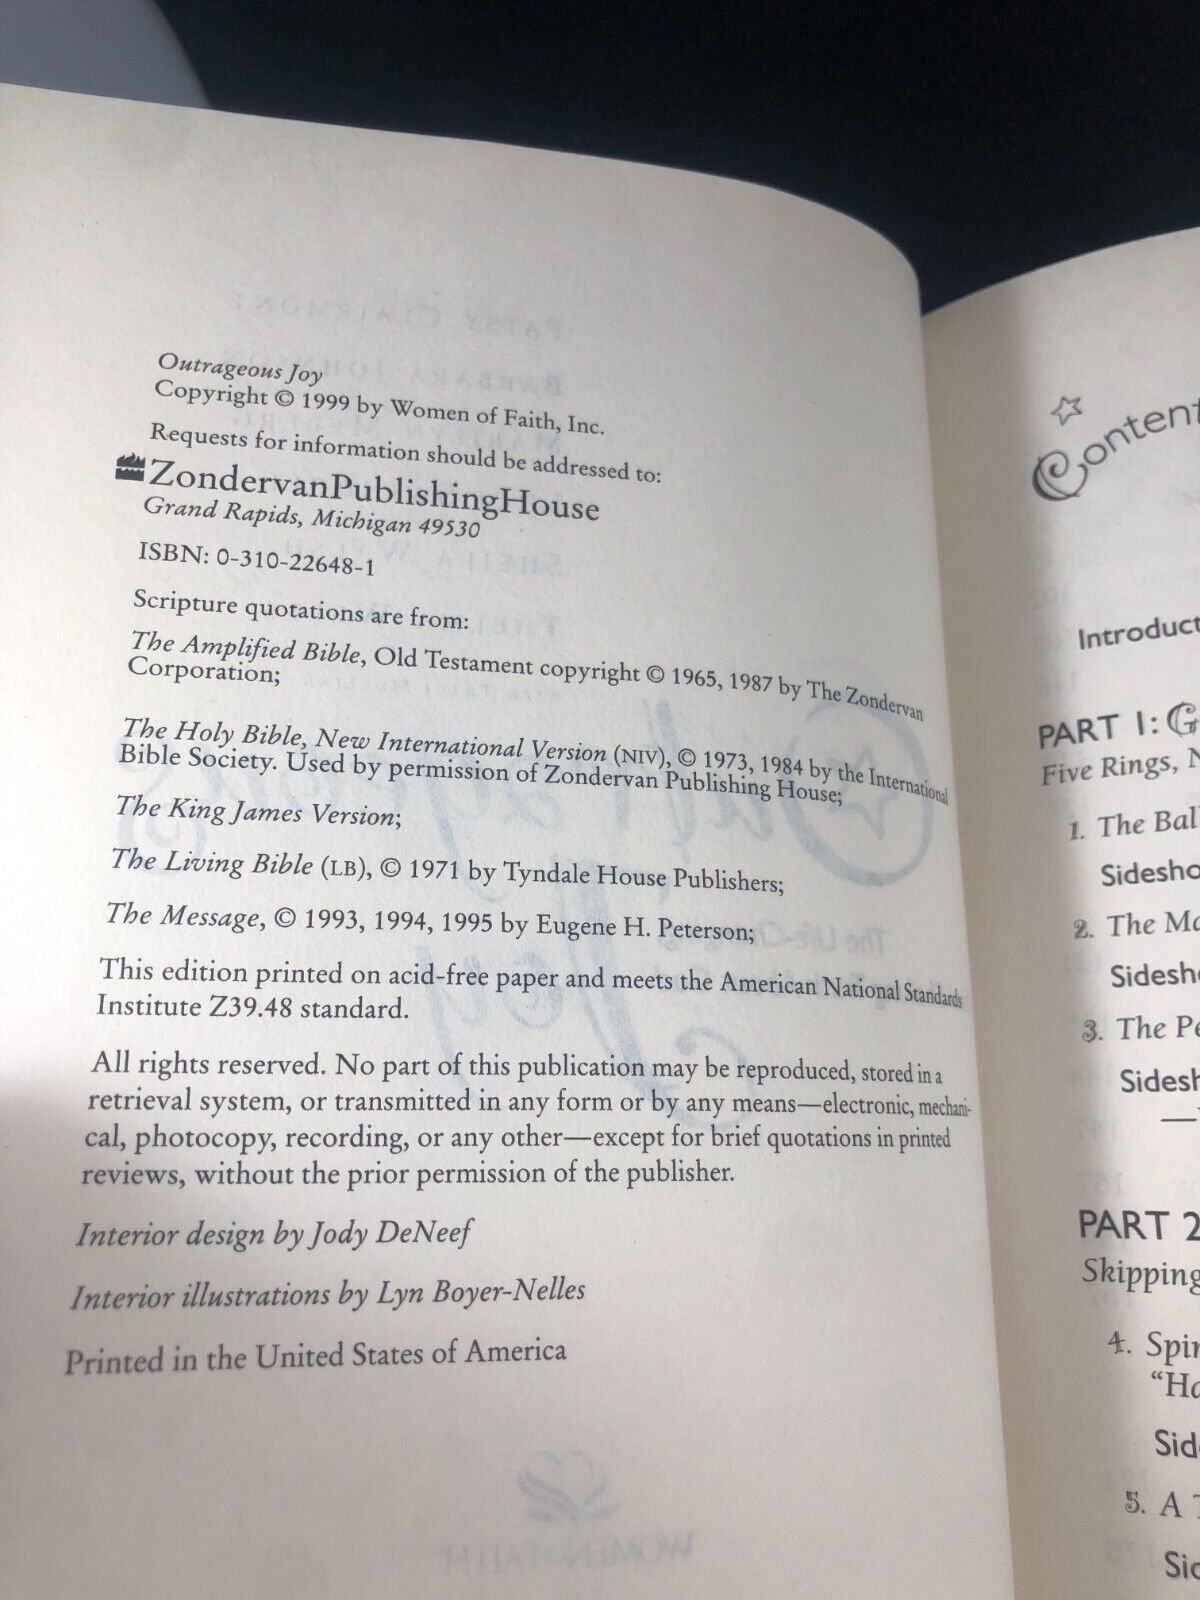 Outrageous Joy
Copyright © 1999 by Women of Faith, Inc.
Requests for information should be addressed to:
ZondervanPublishingHouse
Grand Rapids, Michigan 49530
ISBN: 0-310-22648-1
Scripture quotations are from:
The Amplified Bible, Old Testament copyright © 1965, 1987 by The Zondervan
Corporation;
The Holy Bible, New International Version (NIV), © 1973, 1984 by the International
Bible Society. Used by permission of Zondervan Publishing House;
The King James Version;
The Living Bible (LB), © 1971 by Tyndale House Publishers;
The Message, © 1993, 1994, 1995 by Eugene H. Peterson;
This edition printed on acid-free paper and meets the American National Standards
Institute Z39.48 standard.
All rights reserved. No part of this publication may be reproduced, stored in a
retrieval system, or transmitted in any form or by any means—electronic, mechani-
cal, photocopy, recording, or any other—except for brief quotations in printed
reviews, without the prior permission of the publisher.
Interior design by Jody DeNeef
Interior illustrations by Lyn Boyer-Nelles
Printed in the United States of America
Content
Introduct
PART 1: G
Five Rings, N
1. The Bal
Sidesho
2. The Ma
Sidesho
3. The Pe
Sidesh
PART 2
Skipping
4. Spi
"Ha
Sid
5. A
Sid